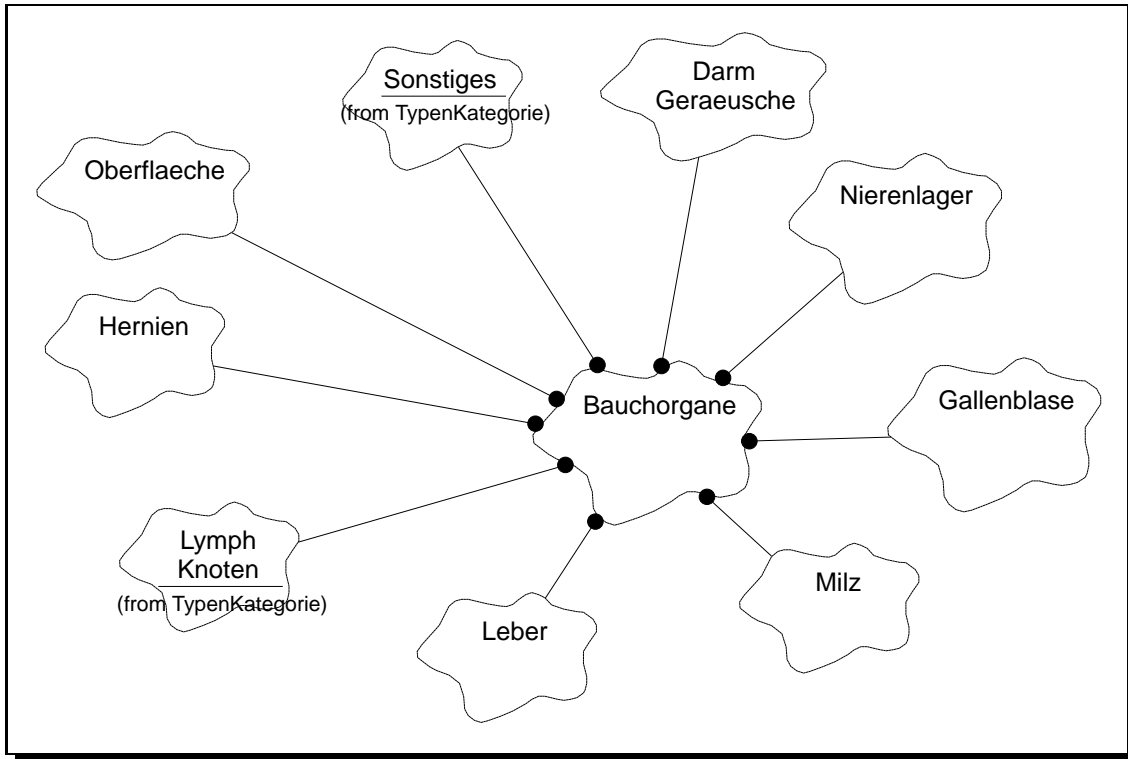 Sonstiges
(from TypenKategorie)
Darm
Geraeusche
Oberflaeche
Nierenlager
Hernien
Bauchorgane
Gallenblase
Lymph
Knoten
(from TypenKategorie)
Milz
Leber